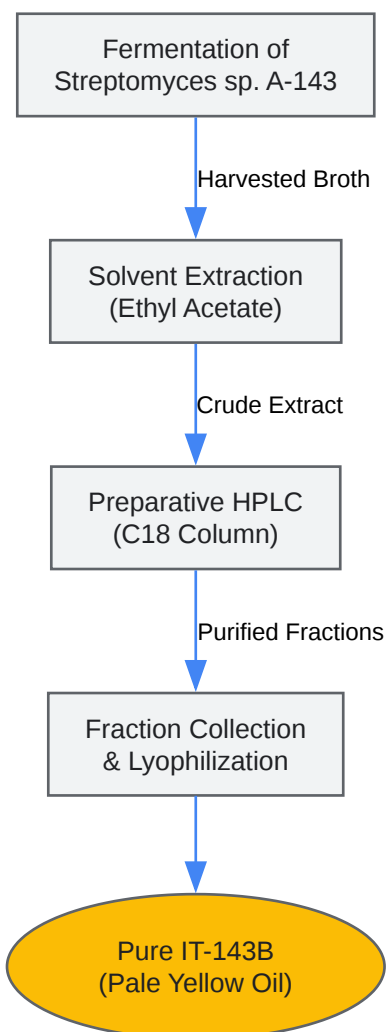 Fermentation of
Streptomyces sp. A-143
Harvested Broth
Solvent Extraction
(Ethyl Acetate)
Crude Extract
Preparative HPLC
(C18 Column)
Purified Fractions
Fraction Collection
& Lyophilization
Pure IT-143B
(Pale Yellow Oil)